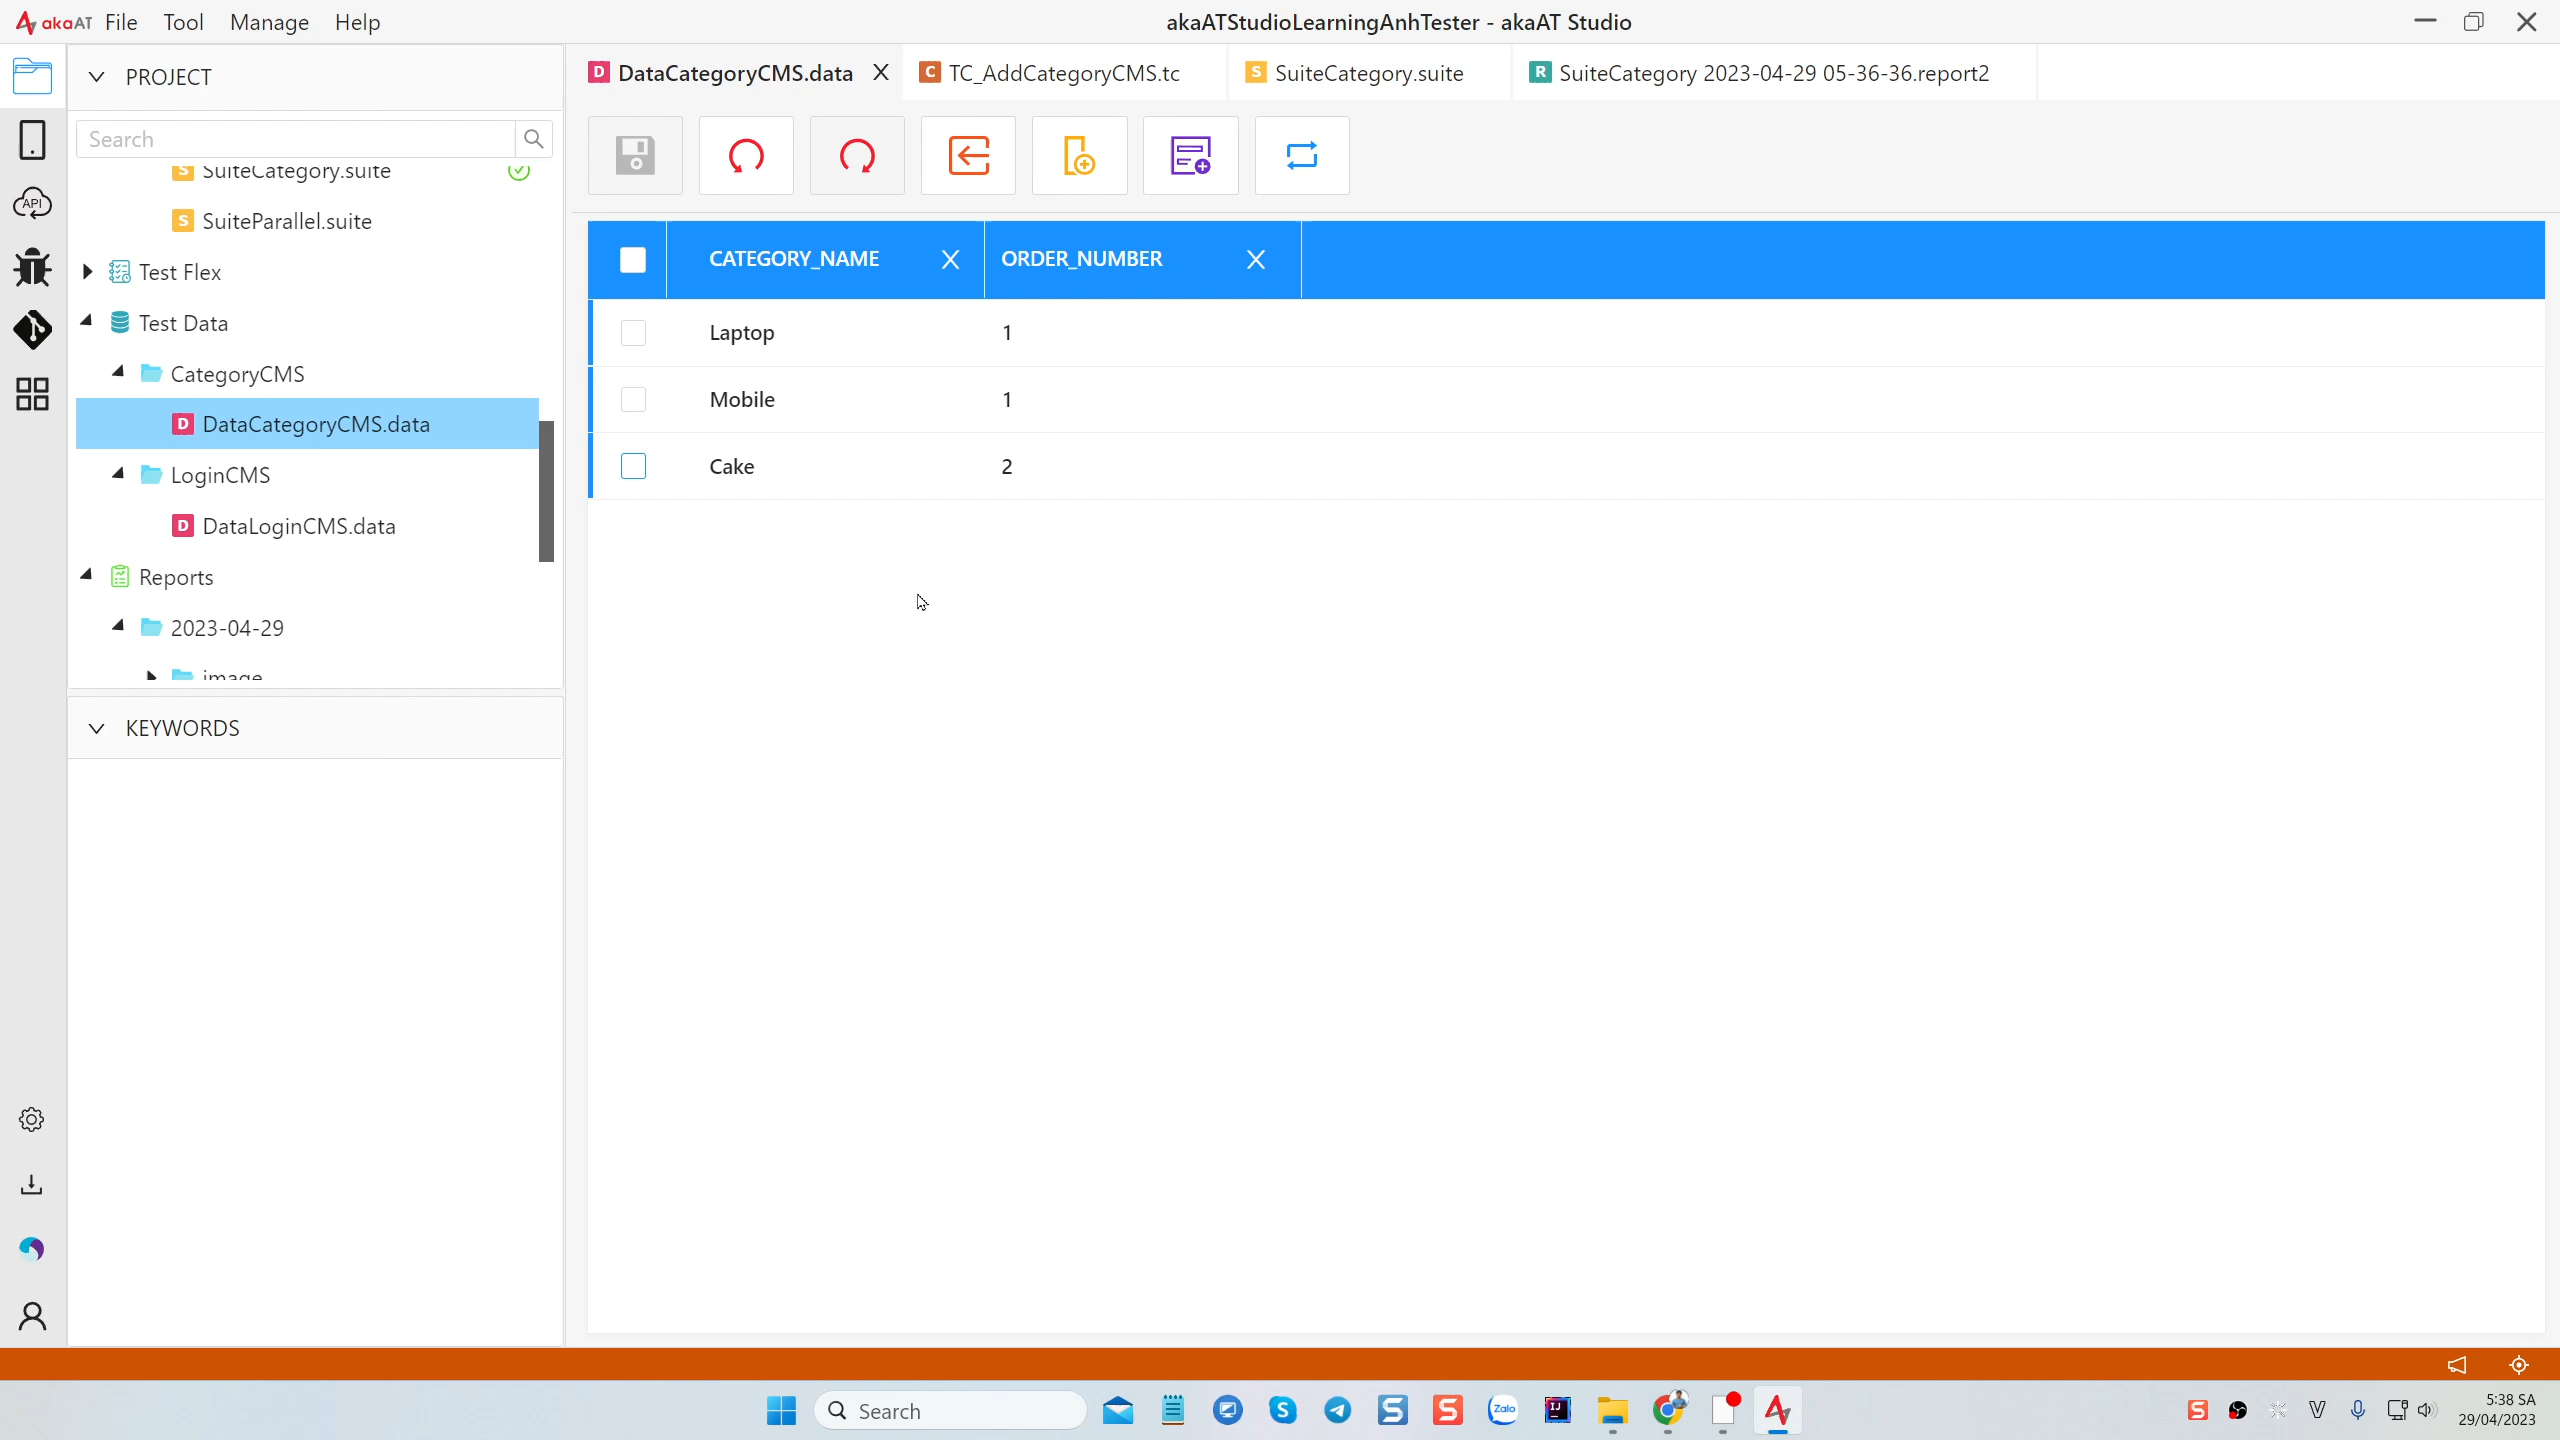 akaAT File Tool Manage Help
akaATStudioLearningAnhTester - akaAT Studio
PROJECT
Search
SuiteCategory.suite
SuiteParallel.suite
Test Flex
Test Data
CategoryCMS
D DataCategoryCMS.data
LoginCMS
D DataLoginCMS.data
Reports
2023-04-29
image
KEYWORDS
API
D DataCategoryCMS.data
C TC_AddCategoryCMS.tc
S SuiteCategory.suite
R SuiteCategory 2023-04-29 05-36-36.report2
CATEGORY_NAME ORDER_NUMBER
Laptop 1
Mobile 1
Cake 2
Search
Zalo
5:38 SA
29/04/2023